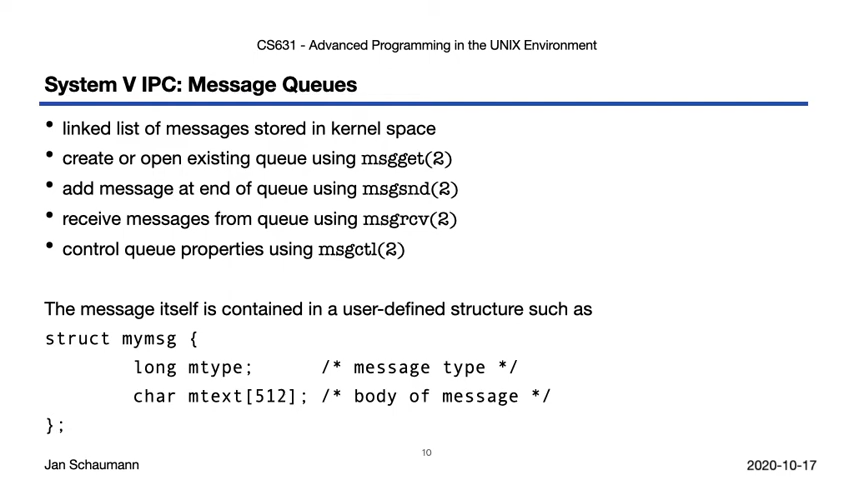 CS631 - Advanced Programming in the UNIX Environment
System V IPC: Message Queues
• linked list of messages stored in kernel space
• create or open existing queue using msgget(2)
• add message at end of queue using msgsnd(2)
• receive messages from queue using msgrcv(2)
• control queue properties using msgctl(2)
The message itself is contained in a user-defined structure such as
struct mymsg {
        long mtype;      /* message type */
        char mtext[512]; /* body of message */
};
10
Jan Schaumann
2020-10-17